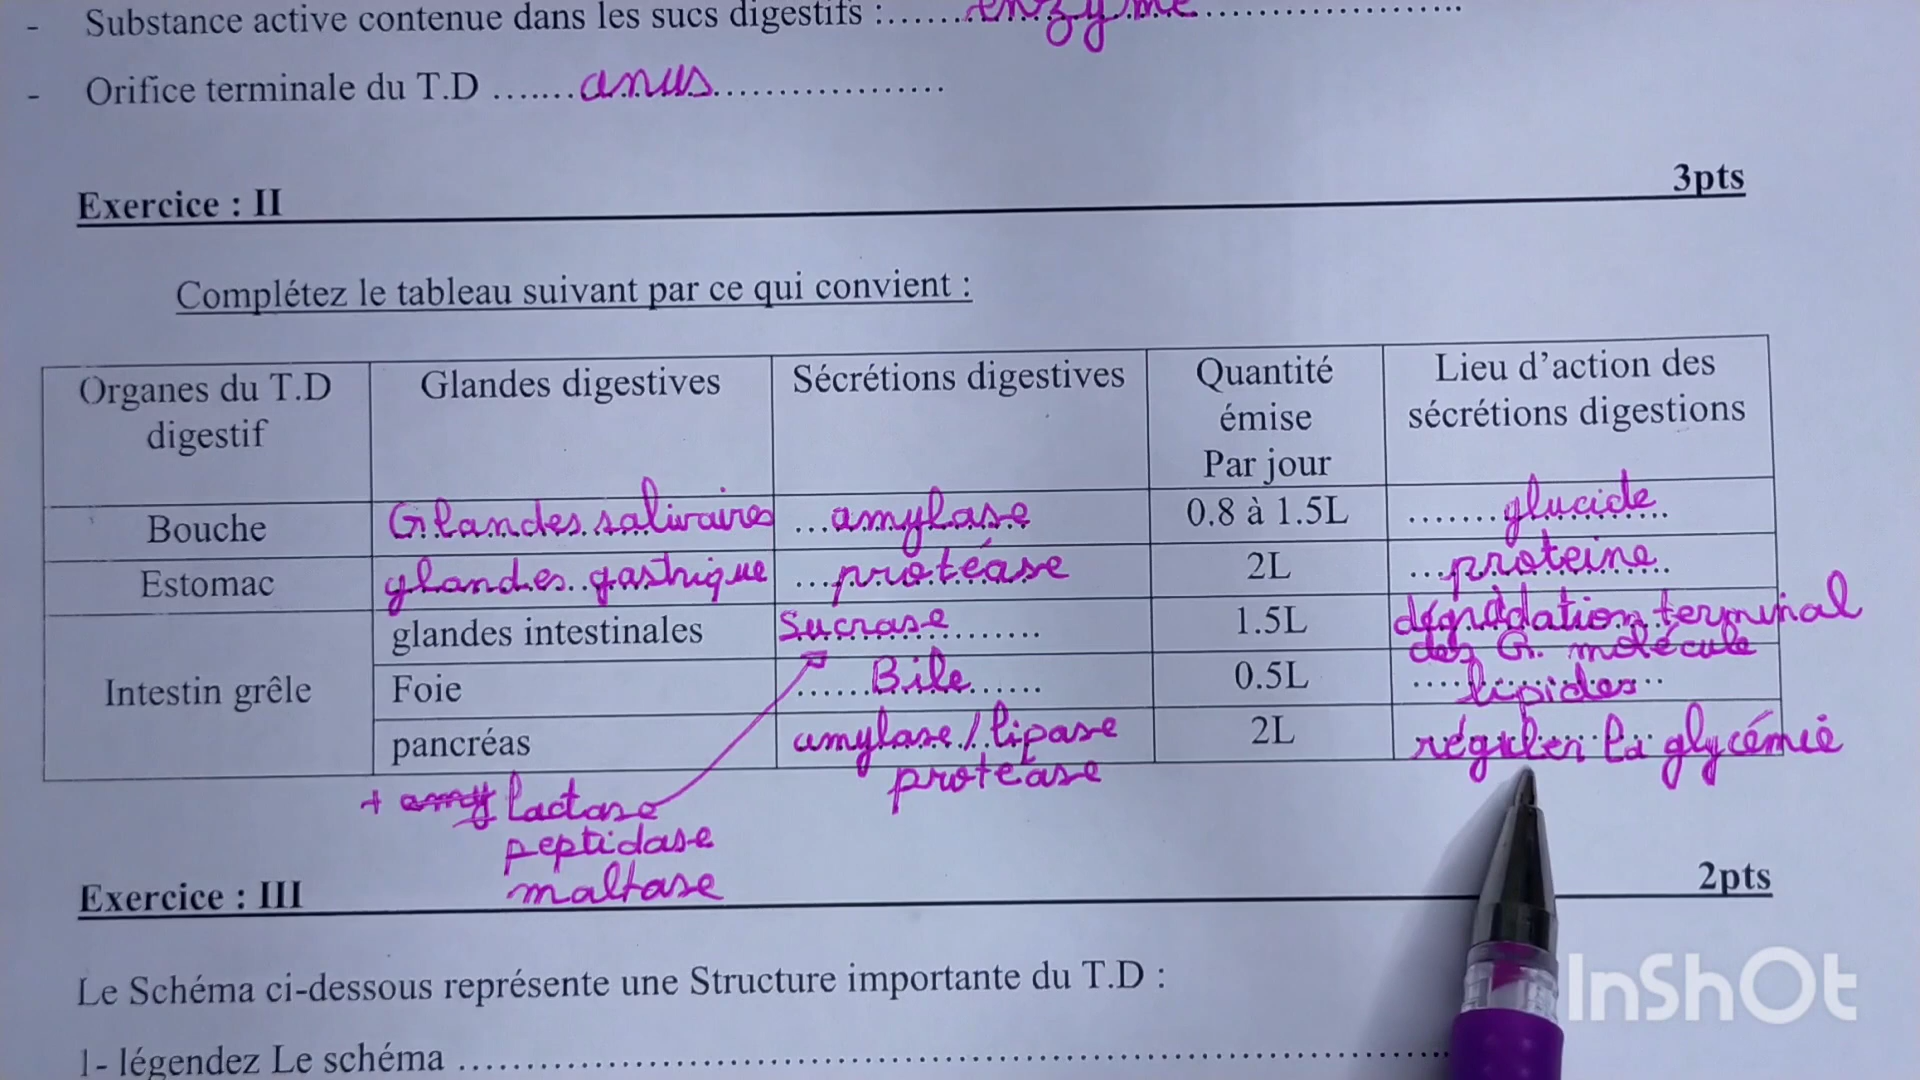 - Substance active contenue dans les sucs digestifs :......enzyme..........................
- Orifice terminale du T.D .......anus.....................
Exercice : II 3pts
Complétez le tableau suivant par ce qui convient :
Organes du T.D digestif | Glandes digestives | Sécrétions digestives | Quantité émise Par jour | Lieu d'action des sécrétions digestions
Bouche | Glandes salivaires | ...amylase | 0.8 à 1.5L | .......glucide
Estomac | glandes gastrique | ...protéase | 2L | ...proteine
Intestin grêle | glandes intestinales | Sucrase.......... | 1.5L | dégradation terminal des G. molécule
Foie | ......Bile...... | 0.5L | lipides
pancréas | amylase / lipase protéase | 2L | réguler la glycémie
+ amy lactase
peptidase
maltase
Exercice : III 2pts
Le Schéma ci-dessous représente une Structure importante du T.D :
1- légendez Le schéma ................................................................
InShOt